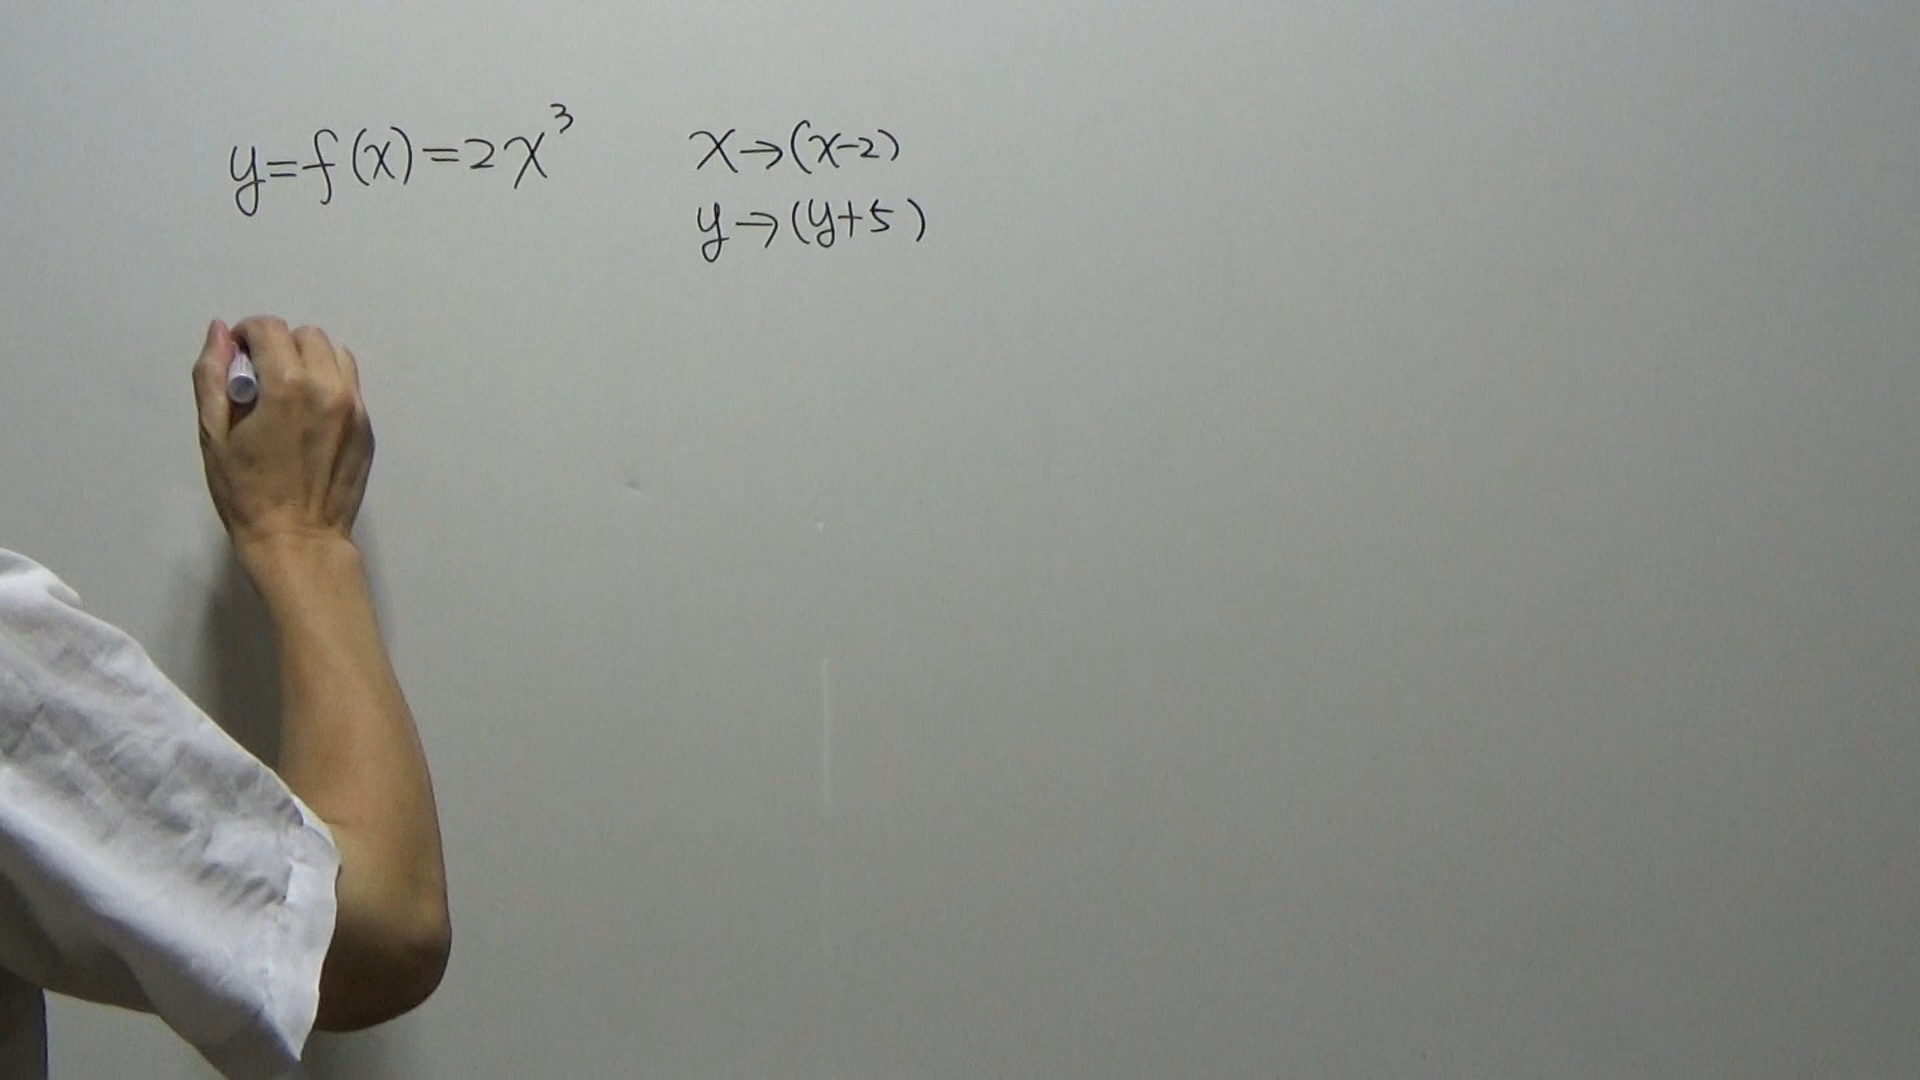 y=f(x)=2x³
x→(x-2)
y→(y+5)